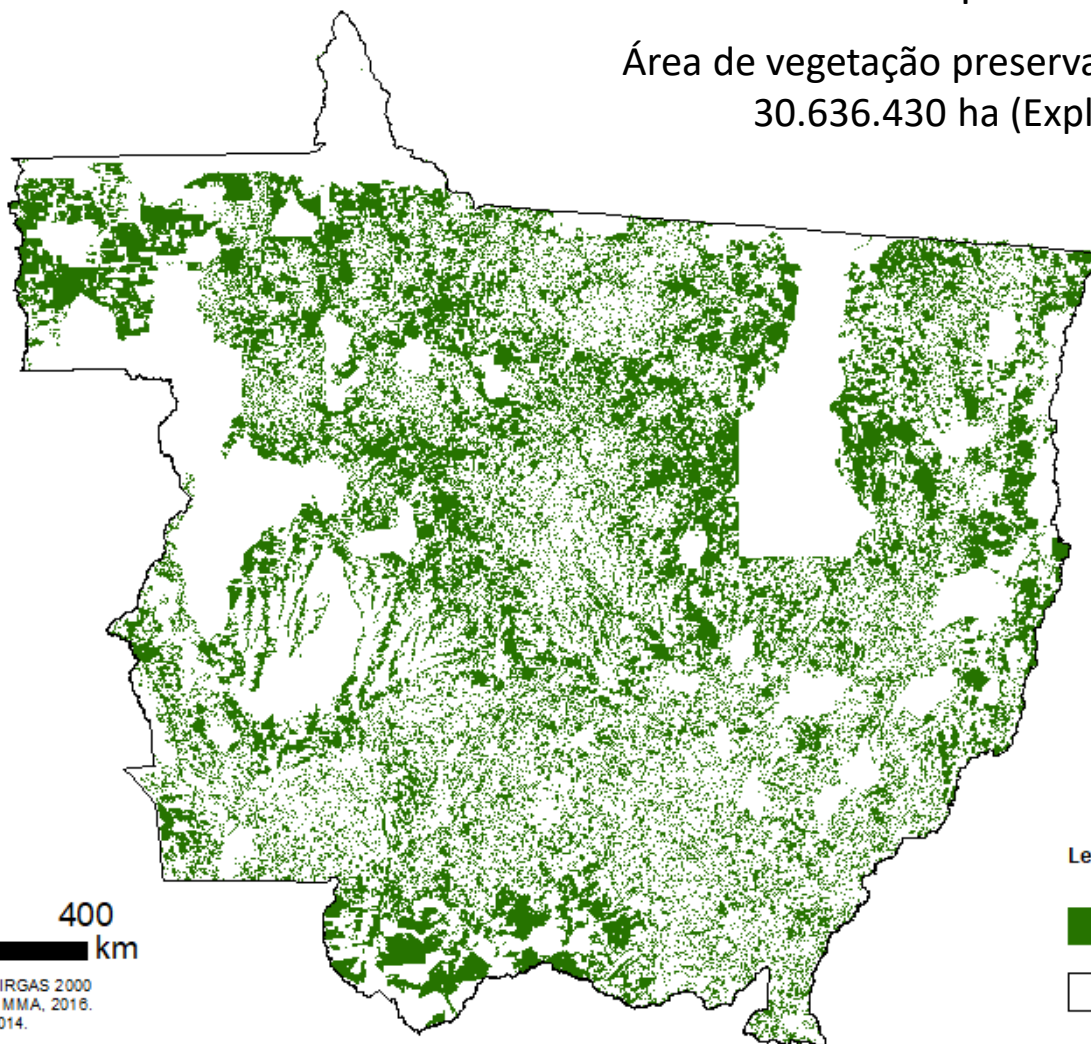 Área de vegetação preserva
30.636.430 ha (Expl
Le
400
km
IRGAS 2000
MMA, 2016.
014.